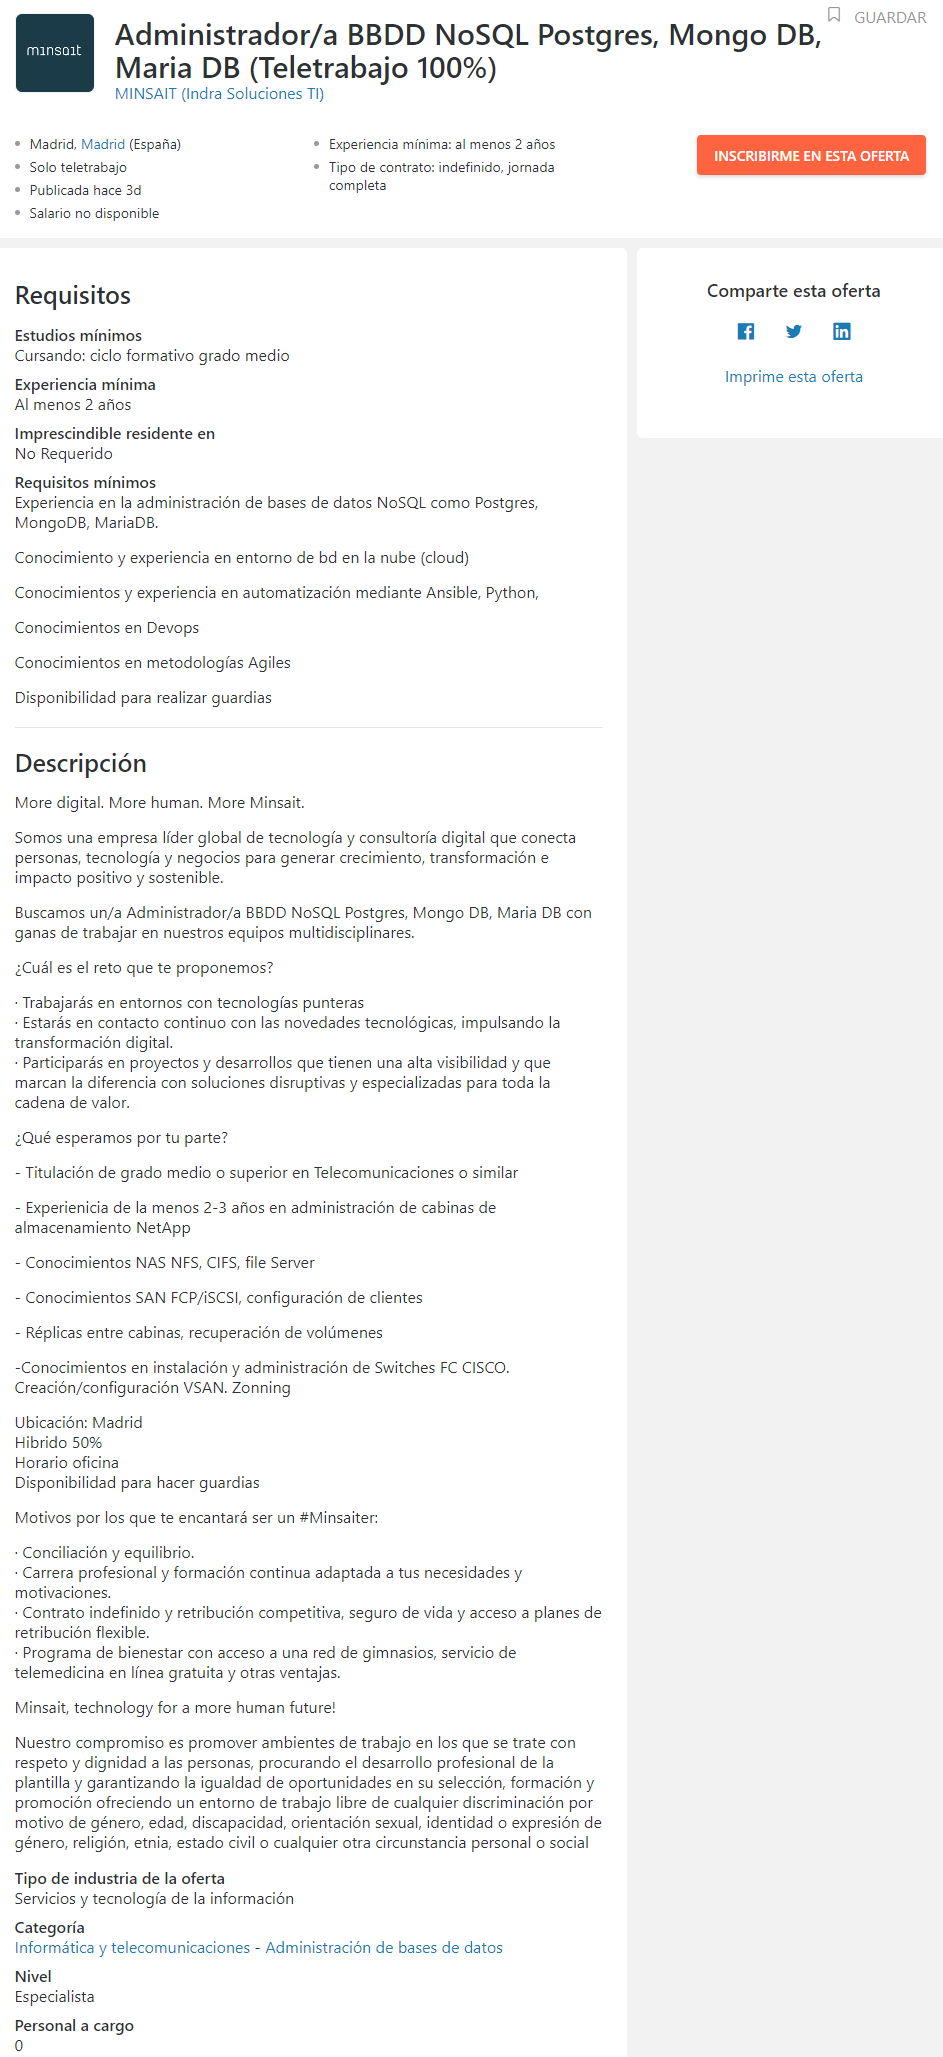 mınsaıt
Administrador/a BBDD NoSQL Postgres, Mongo DB,
Maria DB (Teletrabajo 100%)
MINSAIT (Indra Soluciones TI)
GUARDAR
Madrid, Madrid (España)
Solo teletrabajo
Publicada hace 3d
Salario no disponible
Experiencia mínima: al menos 2 años
Tipo de contrato: indefinido, jornada
completa
INSCRIBIRME EN ESTA OFERTA
Requisitos
Estudios mínimos
Cursando: ciclo formativo grado medio
Experiencia mínima
Al menos 2 años
Imprescindible residente en
No Requerido
Requisitos mínimos
Experiencia en la administración de bases de datos NoSQL como Postgres,
MongoDB, MariaDB.
Conocimiento y experiencia en entorno de bd en la nube (cloud)
Conocimientos y experiencia en automatización mediante Ansible, Python,
Conocimientos en Devops
Conocimientos en metodologías Agiles
Disponibilidad para realizar guardias
Descripción
More digital. More human. More Minsait.
Somos una empresa líder global de tecnología y consultoría digital que conecta
personas, tecnología y negocios para generar crecimiento, transformación e
impacto positivo y sostenible.
Buscamos un/a Administrador/a BBDD NoSQL Postgres, Mongo DB, Maria DB con
ganas de trabajar en nuestros equipos multidisciplinares.
¿Cuál es el reto que te proponemos?
· Trabajarás en entornos con tecnologías punteras
· Estarás en contacto continuo con las novedades tecnológicas, impulsando la
transformación digital.
· Participarás en proyectos y desarrollos que tienen una alta visibilidad y que
marcan la diferencia con soluciones disruptivas y especializadas para toda la
cadena de valor.
¿Qué esperamos por tu parte?
- Titulación de grado medio o superior en Telecomunicaciones o similar
- Experienicia de la menos 2-3 años en administración de cabinas de
almacenamiento NetApp
- Conocimientos NAS NFS, CIFS, file Server
- Conocimientos SAN FCP/iSCSI, configuración de clientes
- Réplicas entre cabinas, recuperación de volúmenes
-Conocimientos en instalación y administración de Switches FC CISCO.
Creación/configuración VSAN. Zonning
Ubicación: Madrid
Hibrido 50%
Horario oficina
Disponibilidad para hacer guardias
Motivos por los que te encantará ser un #Minsaiter:
· Conciliación y equilibrio.
· Carrera profesional y formación continua adaptada a tus necesidades y
motivaciones.
· Contrato indefinido y retribución competitiva, seguro de vida y acceso a planes de
retribución flexible.
· Programa de bienestar con acceso a una red de gimnasios, servicio de
telemedicina en línea gratuita y otras ventajas.
Minsait, technology for a more human future!
Nuestro compromiso es promover ambientes de trabajo en los que se trate con
respeto y dignidad a las personas, procurando el desarrollo profesional de la
plantilla y garantizando la igualdad de oportunidades en su selección, formación y
promoción ofreciendo un entorno de trabajo libre de cualquier discriminación por
motivo de género, edad, discapacidad, orientación sexual, identidad o expresión de
género, religión, etnia, estado civil o cualquier otra circunstancia personal o social
Tipo de industria de la oferta
Servicios y tecnología de la información
Categoría
Informática y telecomunicaciones - Administración de bases de datos
Nivel
Especialista
Personal a cargo
0
Comparte esta oferta
Imprime esta oferta